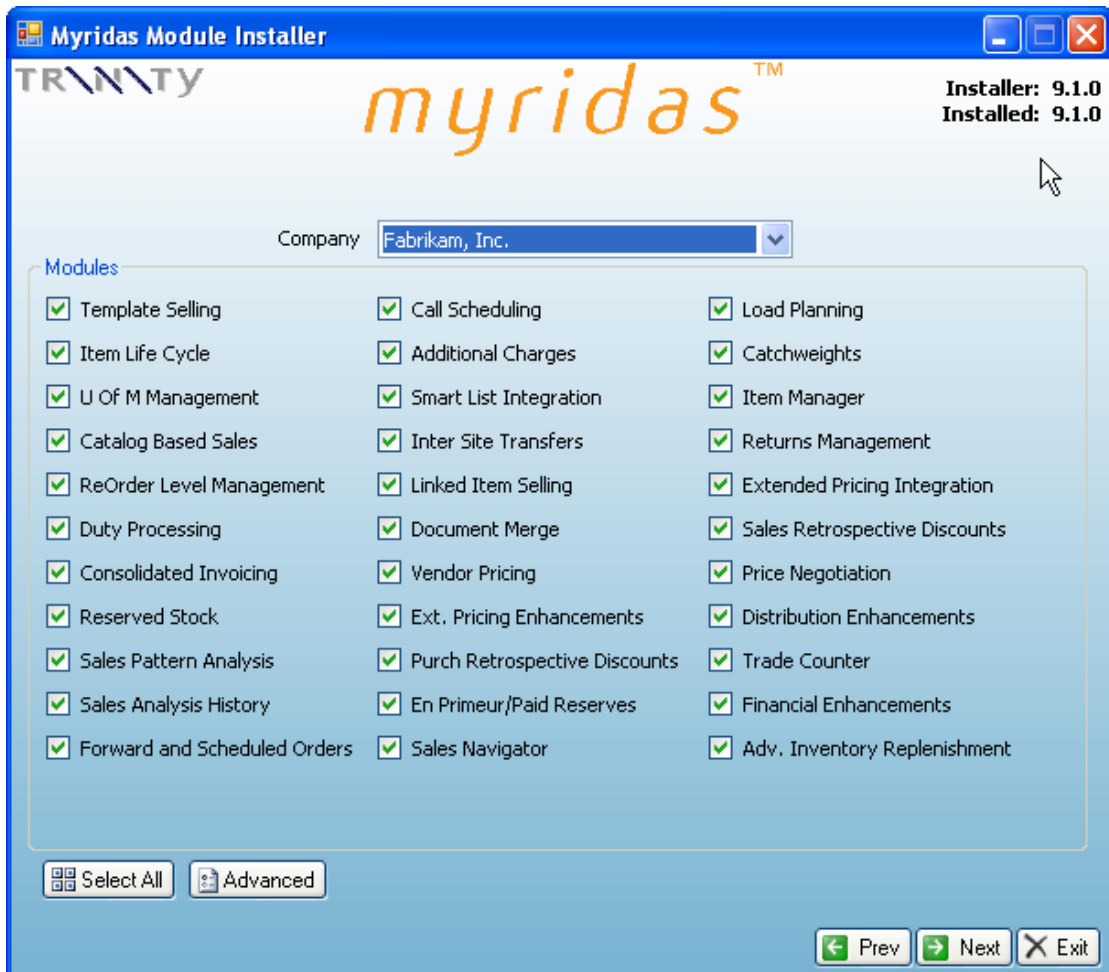 Myridas Module Installer
TRINITY
myridas™
Installer: 9.1.0
Installed: 9.1.0
Company
Fabrikam, Inc.
Modules
Template Selling
Call Scheduling
Load Planning
Item Life Cycle
Additional Charges
Catchweights
U Of M Management
Smart List Integration
Item Manager
Catalog Based Sales
Inter Site Transfers
Returns Management
ReOrder Level Management
Linked Item Selling
Extended Pricing Integration
Duty Processing
Document Merge
Sales Retrospective Discounts
Consolidated Invoicing
Vendor Pricing
Price Negotiation
Reserved Stock
Ext. Pricing Enhancements
Distribution Enhancements
Sales Pattern Analysis
Purch Retrospective Discounts
Trade Counter
Sales Analysis History
En Primeur/Paid Reserves
Financial Enhancements
Forward and Scheduled Orders
Sales Navigator
Adv. Inventory Replenishment
Select All
Advanced
Prev
Next
Exit